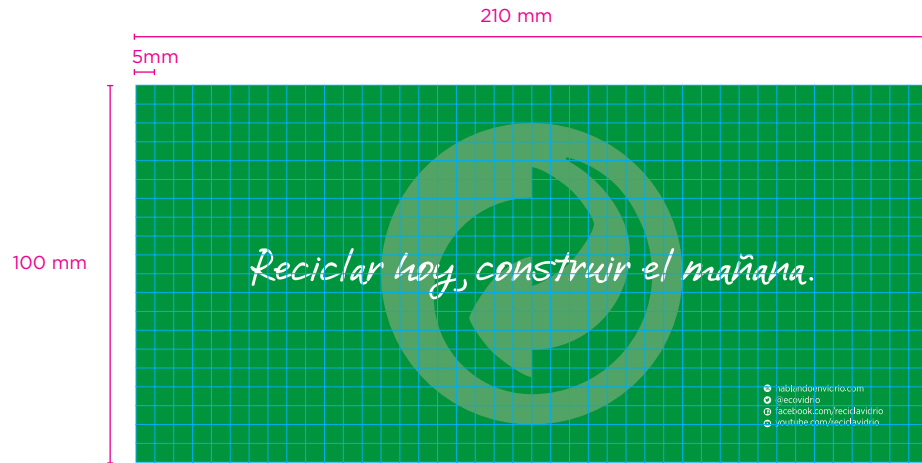 210 mm
5mm
100 mm
Reciclar hoy, construir el mañana.
hablandoenvidrio.com
@ecovidrio
facebook.com/reciclavidrio
youtube.com/reciclavidrio